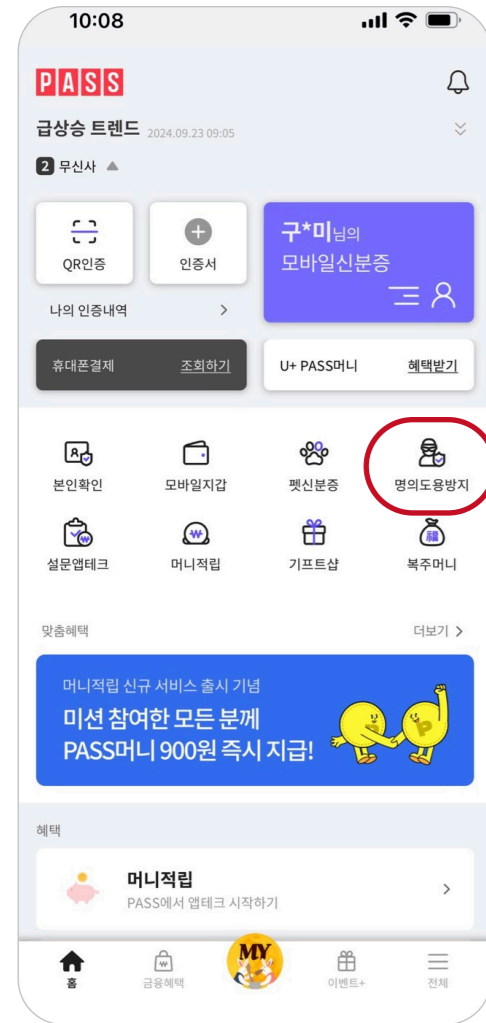 10:08
PASS
급상승 트렌드 2024.09.23 09:05
2 무신사
QR인증
인증서
구*미님의
모바일신분증
나의 인증내역
휴대폰결제 조회하기
U+ PASS머니 혜택받기
본인확인 모바일지갑 펫신분증 명의도용방지
설문앱테크 머니적립 기프트샵 복주머니
맞춤혜택 더보기
머니적립 신규 서비스 출시 기념
미션 참여한 모든 분께
PASS머니 900원 즉시 지급!
혜택
머니적립
PASS에서 앱테크 시작하기
홈 금융혜택 MY 이벤트+ 전체